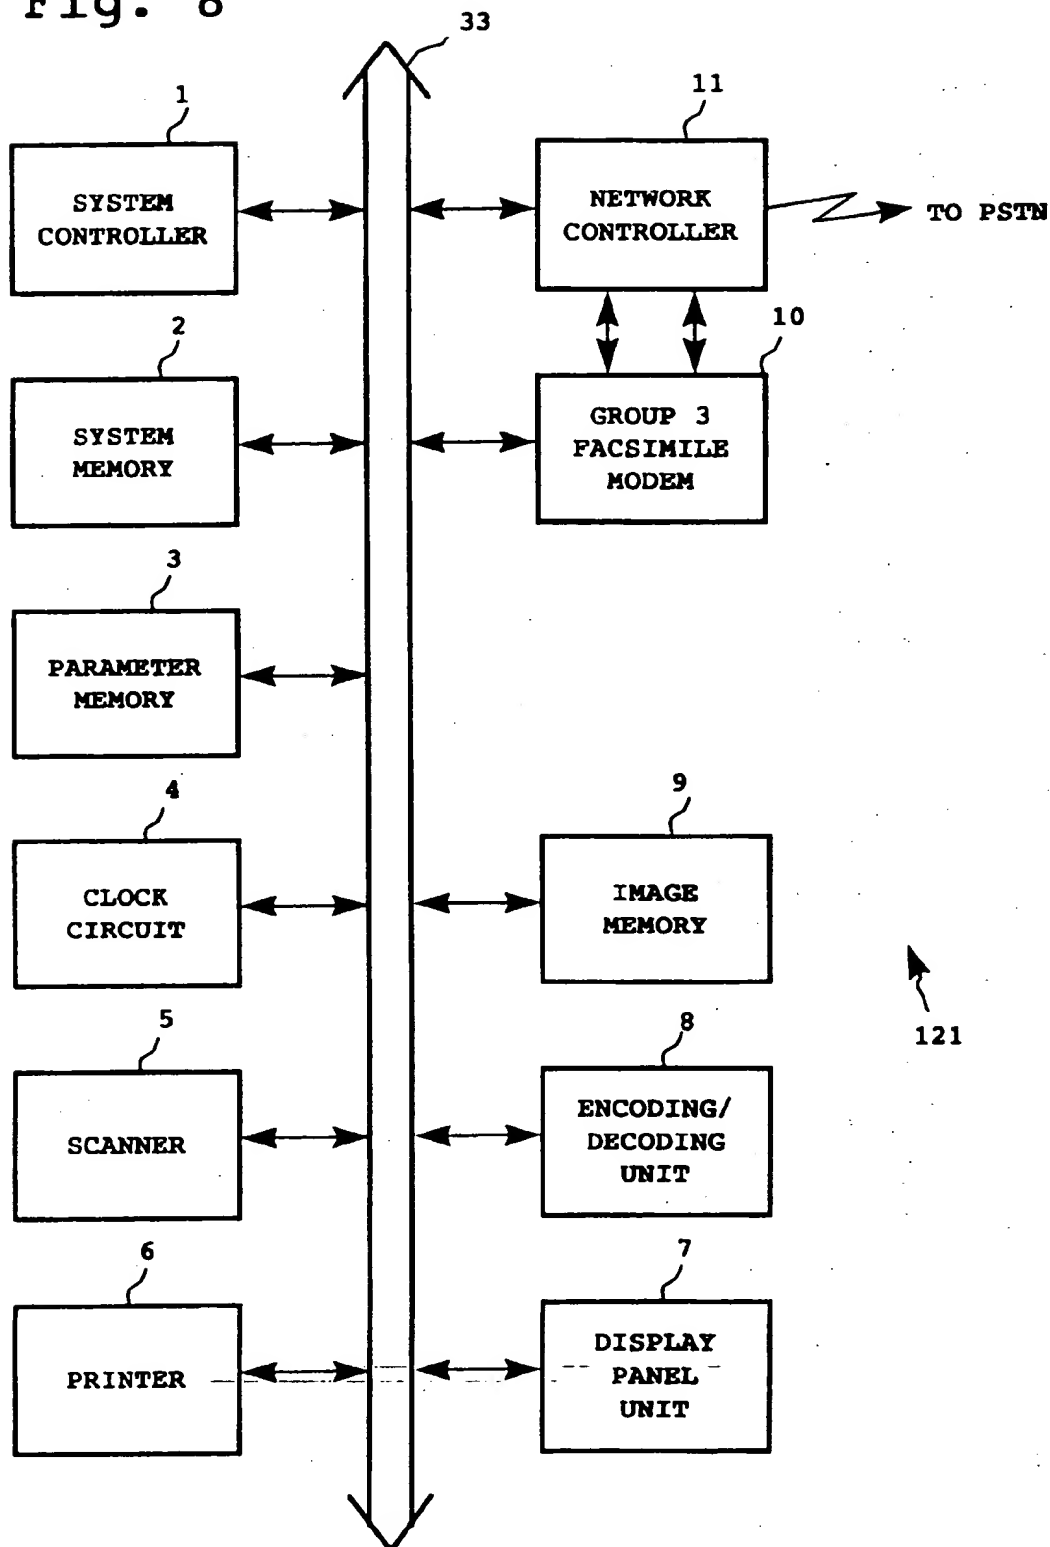 Fig. 8
33
1
SYSTEM
CONTROLLER
11
NETWORK
CONTROLLER
TO PSTN
2
SYSTEM
MEMORY
10
GROUP 3
FACSIMILE
MODEM
3
PARAMETER
MEMORY
4
CLOCK
CIRCUIT
9
IMAGE
MEMORY
121
5
SCANNER
8
ENCODING/
DECODING
UNIT
6
PRINTER
7
DISPLAY
PANEL
UNIT